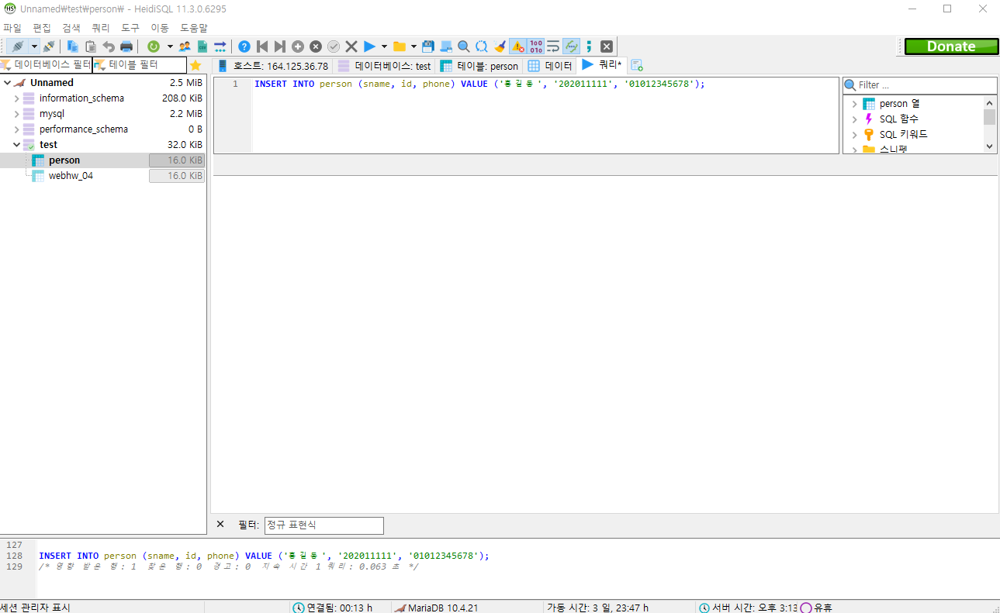 Unnamed₩test₩person₩ - HeidiSQL 11.3.0.6295
파일 편집 검색 쿼리 도구 이동 도움말
Donate
데이터베이스 필터 테이블 필터
호스트: 164.125.36.78 데이터베이스: test 테이블: person 데이터 쿼리*
Unnamed 2.5 MiB
information_schema 208.0 KiB
mysql 2.2 MiB
performance_schema 0 B
test 32.0 KiB
person 16.0 KiB
webhw_04 16.0 KiB
1 INSERT INTO person (sname, id, phone) VALUE ('홍길동', '202011111', '01012345678');
Filter ...
person 열
SQL 함수
SQL 키워드
스니펫
필터: 정규 표현식
127
128 INSERT INTO person (sname, id, phone) VALUE ('홍길동', '202011111', '01012345678');
129 /* 영향 받은 행: 1 찾은 행: 0 경고: 0 지속 시간 1 쿼리: 0.063 초 */
세션 관리자 표시 연결됨: 00:13 h MariaDB 10.4.21 가동 시간: 3 일, 23:47 h 서버 시간: 오후 3:13 유휴